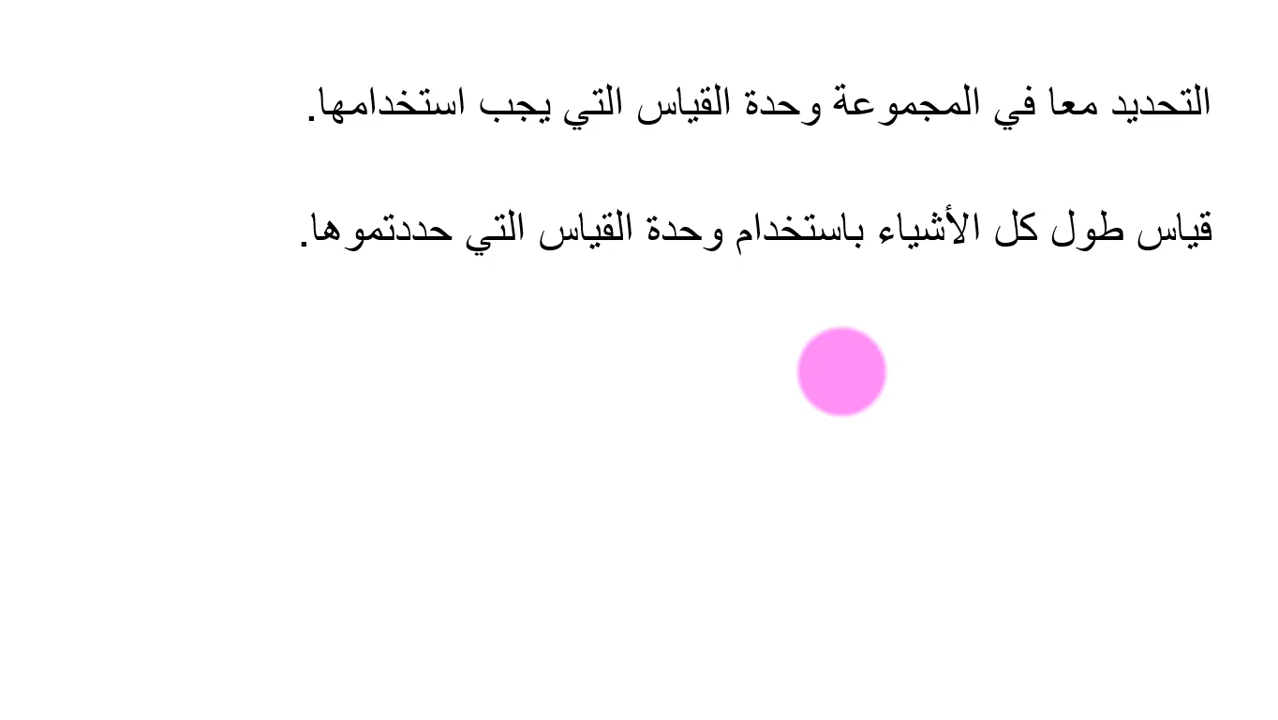 التحديد معا في المجموعة وحدة القياس التي يجب استخدامها.
قياس طول كل الأشياء باستخدام وحدة القياس التي حددتموها.